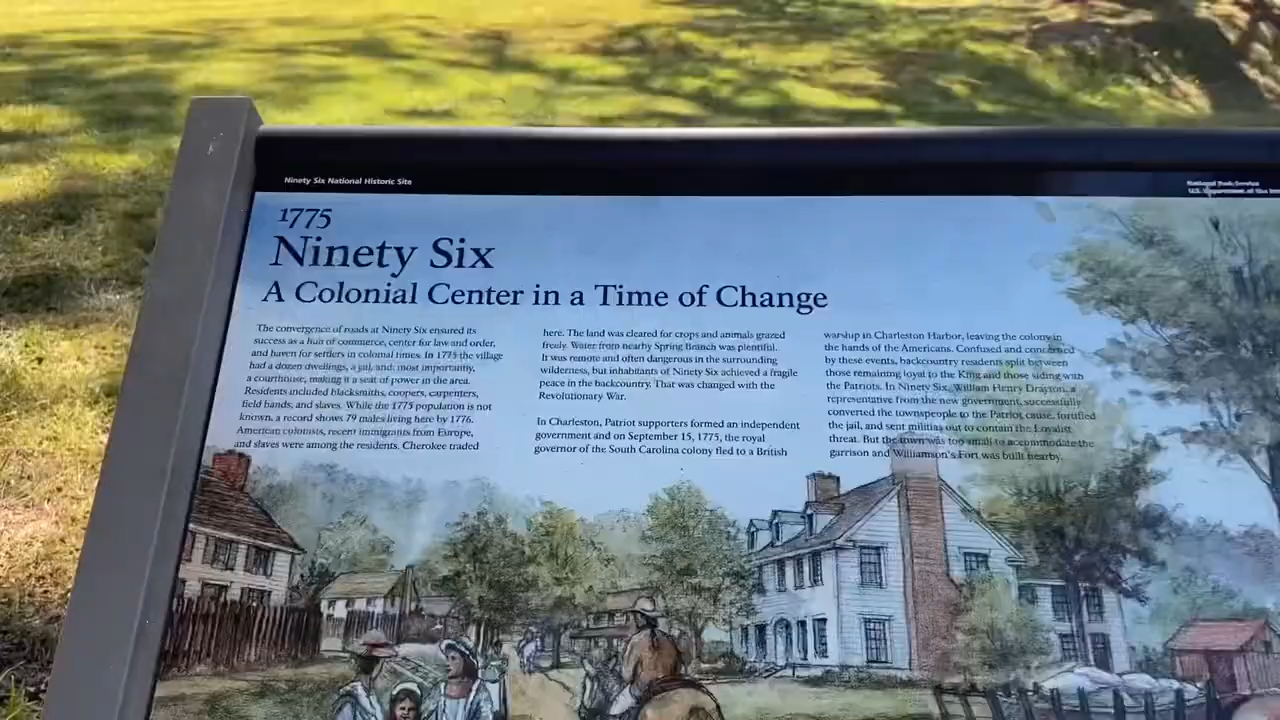 Ninety Six National Historic Site
National Park Service
U.S. Department of the
1775
Ninety Six
A Colonial Center in a Time of Change
The convergence of roads at Ninety Six ensured its
success as a hub of commerce, center for law and order,
and haven for settlers in colonial times. In 1775 the village
had a dozen dwellings, a jail, and, most importantly,
a courthouse, making it a seat of power in the area.
Residents included blacksmiths, coopers, carpenters,
field hands, and slaves. While the 1775 population is not
known, a record shows 79 males living here by 1776.
American colonists, recent immigrants from Europe,
and slaves were among the residents. Cherokee traded
here. The land was cleared for crops and animals grazed
freely. Water from nearby Spring Branch was plentiful.
It was remote and often dangerous in the surrounding
wilderness, but inhabitants of Ninety Six achieved a fragile
peace in the backcountry. That was changed with the
Revolutionary War.
In Charleston, Patriot supporters formed an independent
government and on September 15, 1775, the royal
governor of the South Carolina colony fled to a British
warship in Charleston Harbor, leaving the colony in
the hands of the Americans. Confused and concerned
by these events, backcountry residents split between
those remaining loyal to the King and those siding with
the Patriots. In Ninety Six, William Henry Drayton, a
representative from the new government, successfully
converted the townspeople to the Patriot cause, fortified
the jail, and sent militias out to contain the Loyalist
threat. But the town was too small to accommodate the
garrison and Williamson's Fort was built nearby.